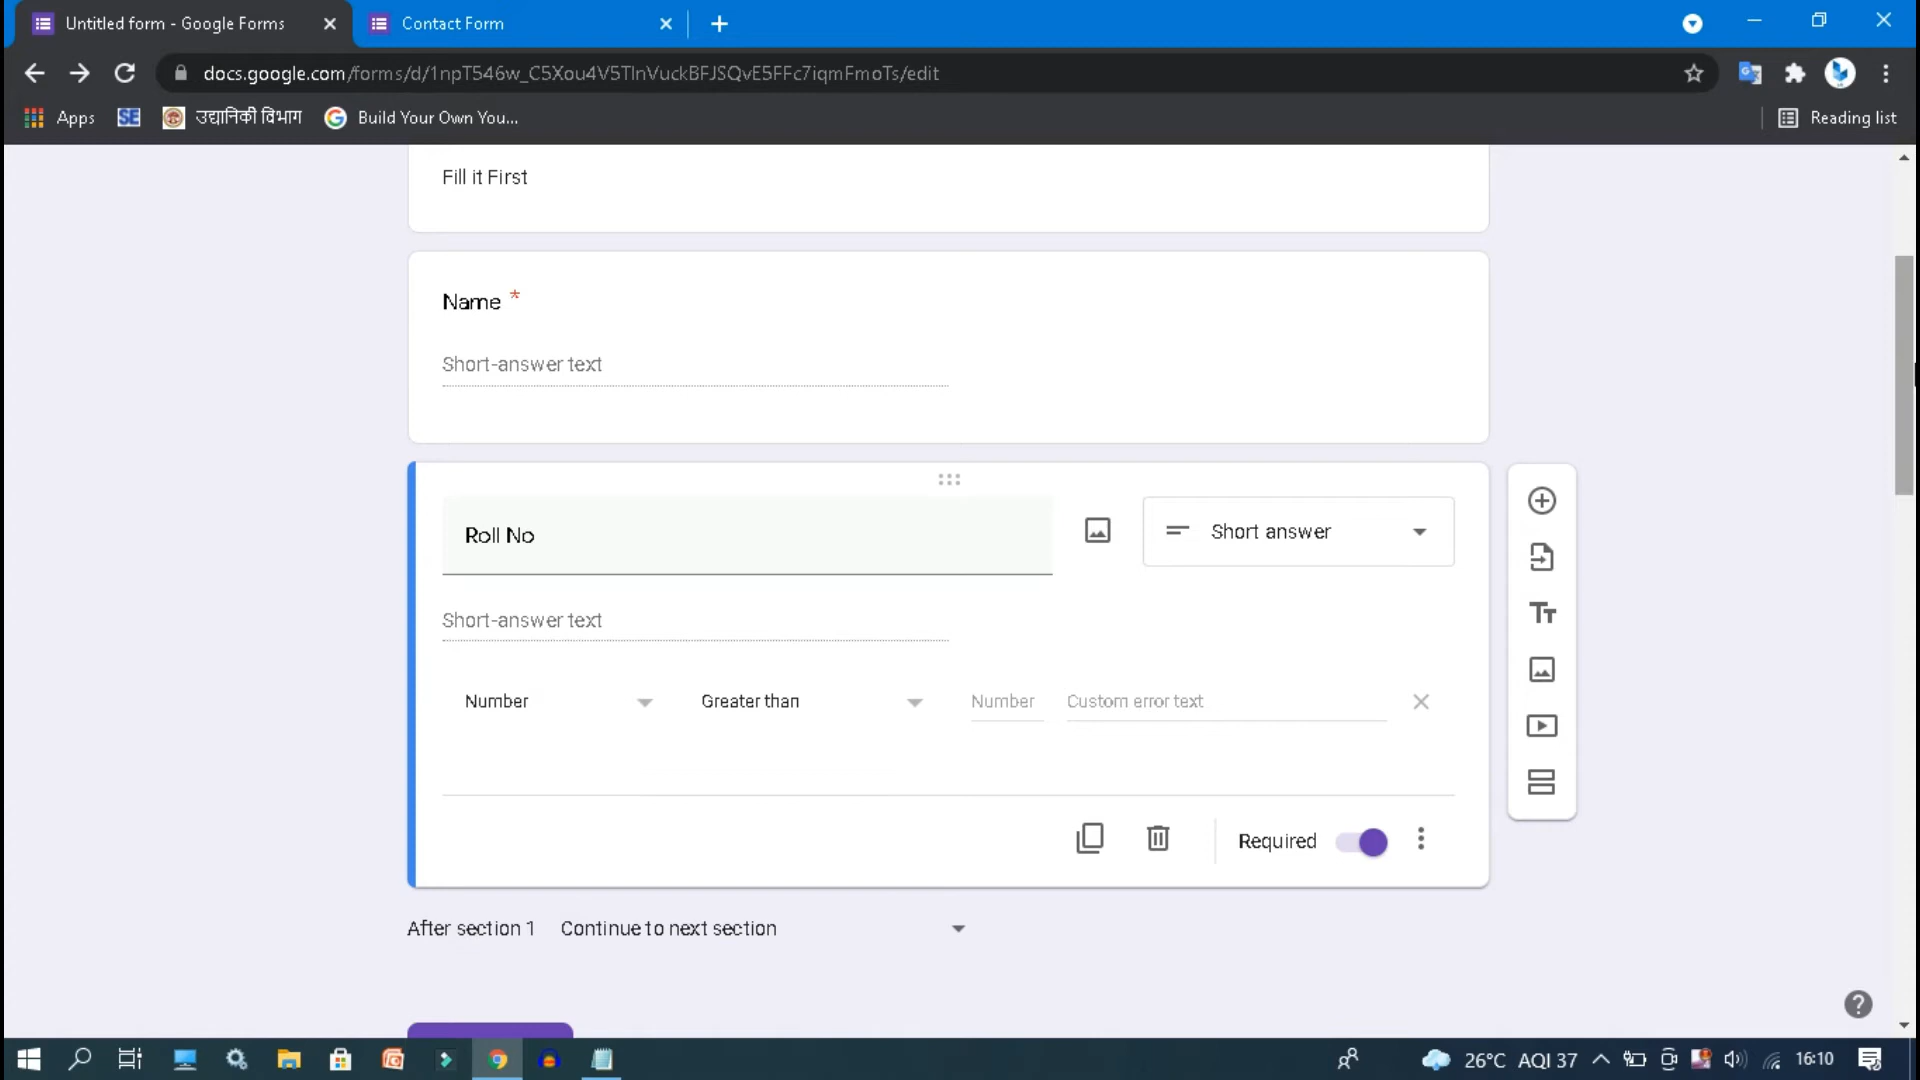 Untitled form - Google Forms
Contact Form
docs.google.com/forms/d/1npT546w_C5Xou4V5TlnVuckBFJSQvE5FFc7iqmFmoTs/edit
Apps
SE
उद्यानिकी विभाग
Build Your Own You...
Reading list
Fill it First
Name *
Short-answer text
Roll No
Short answer
Short-answer text
Number
Greater than
Number
Custom error text
Required
After section 1
Continue to next section
26°C AQI 37
16:10